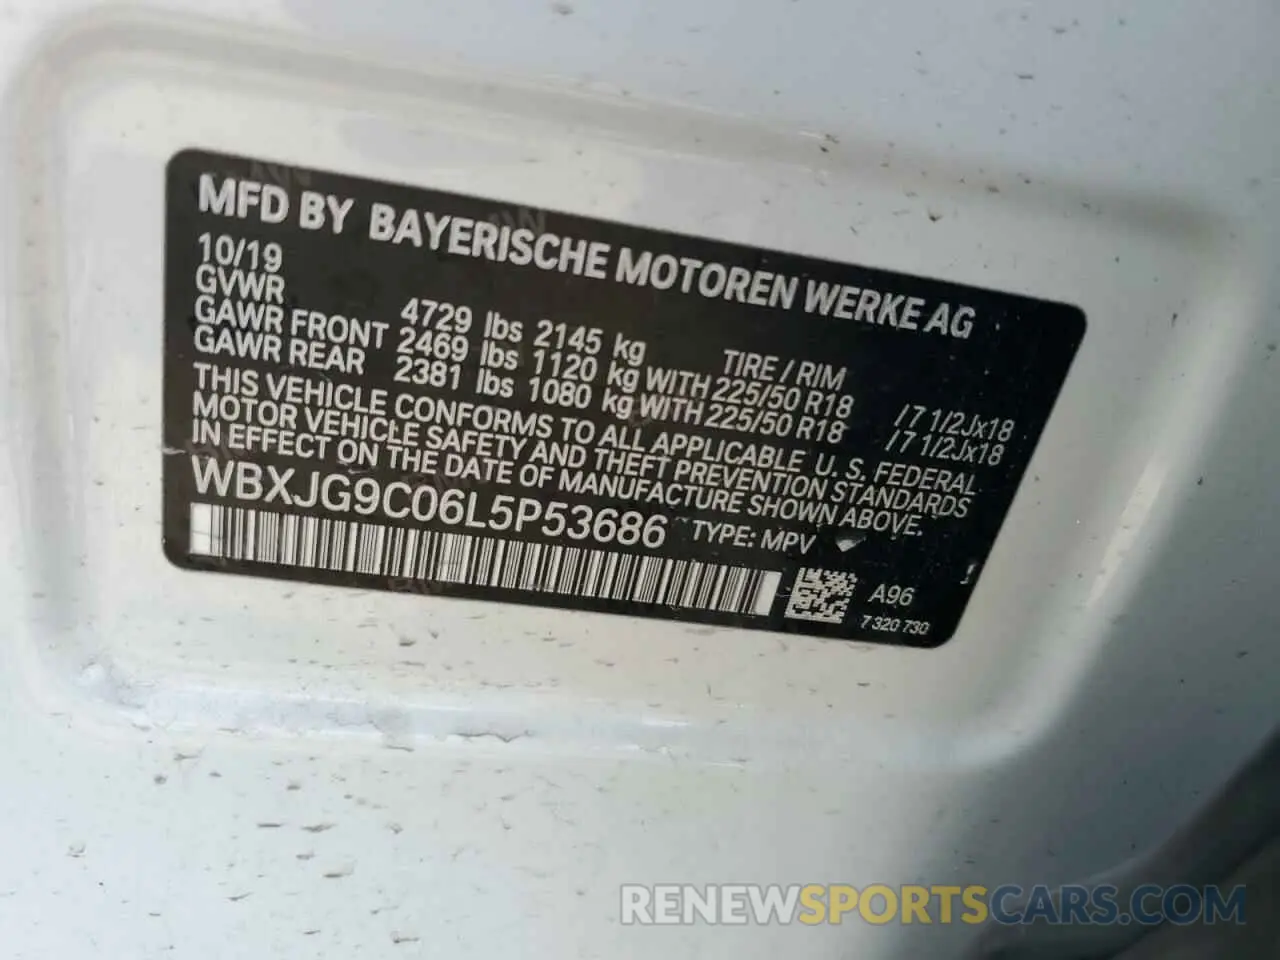 MFD BY BAYERISCHE MOTOREN WERKE AG
10/19
GVWR 4729 lbs 2145 kg TIRE / RIM
GAWR FRONT 2469 lbs 1120 kg WITH 225/50 R18 / 7 1/2Jx18
GAWR REAR 2381 lbs 1080 kg WITH 225/50 R18 / 7 1/2Jx18
THIS VEHICLE CONFORMS TO ALL APPLICABLE U. S. FEDERAL
MOTOR VEHICLE SAFETY AND THEFT PREVENTION STANDARDS
IN EFFECT ON THE DATE OF MANUFACTURE SHOWN ABOVE.
WBXJG9C06L5P53686 TYPE: MPV
A96
7 320 730
RENEWSPORTSCARS.COM